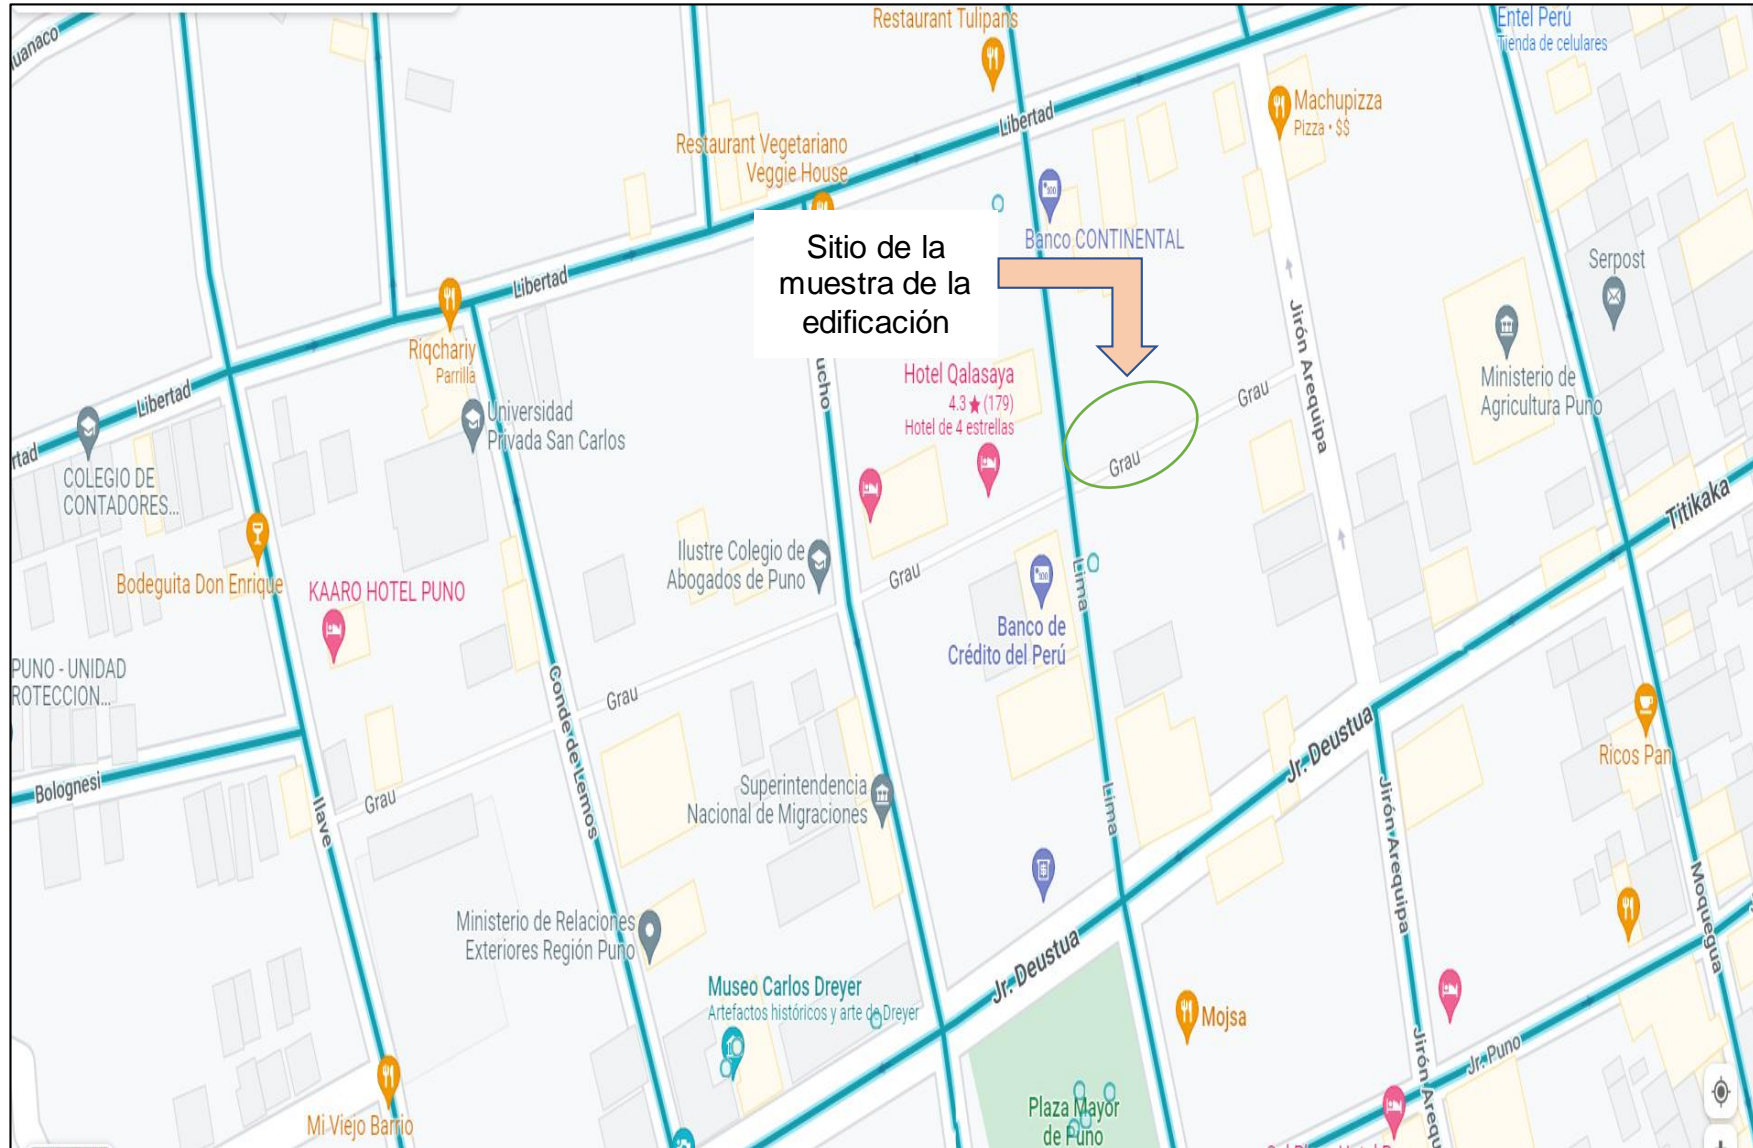 Restaurant Tulipans
Entel Perú
Tienda de celulares
Machupizza
Pizza • $$
Libertad
Restaurant Vegetariano
Veggie House
Banco CONTINENTAL
Sitio de la
muestra de la
edificación
Serpost
Libertad
Jirón Arequipa
Riqchariy
Parrilla
Hotel Qalasaya
4.3★(179)
Hotel de 4 estrellas
Ministerio de
Agricultura Puno
Libertad
Grau
Universidad
Privada San Carlos
COLEGIO DE
CONTADORES...
Grau
Titikaka
Ilustre Colegio de
Abogados de Puno
Grau
Lima
Bodeguita Don Enrique
KAARO HOTEL PUNO
Banco de
Crédito del Perú
PUNO - UNIDAD
ROTECCION...
Grau
Conde de Lemos
Jr. Deustua
Ricos Pan
Superintendencia
Nacional de Migraciones
Bolognesi
Grau
Ilave
Lima
Jirón Arequipa
Moquegua
Ministerio de Relaciones
Exteriores Región Puno
Jr. Deustua
Museo Carlos Dreyer
Artefactos históricos y arte de Dreyer
Mojsa
Jr. Puno
Jirón Arequ
Plaza Mayor
de Puno
Mi Viejo Barrio